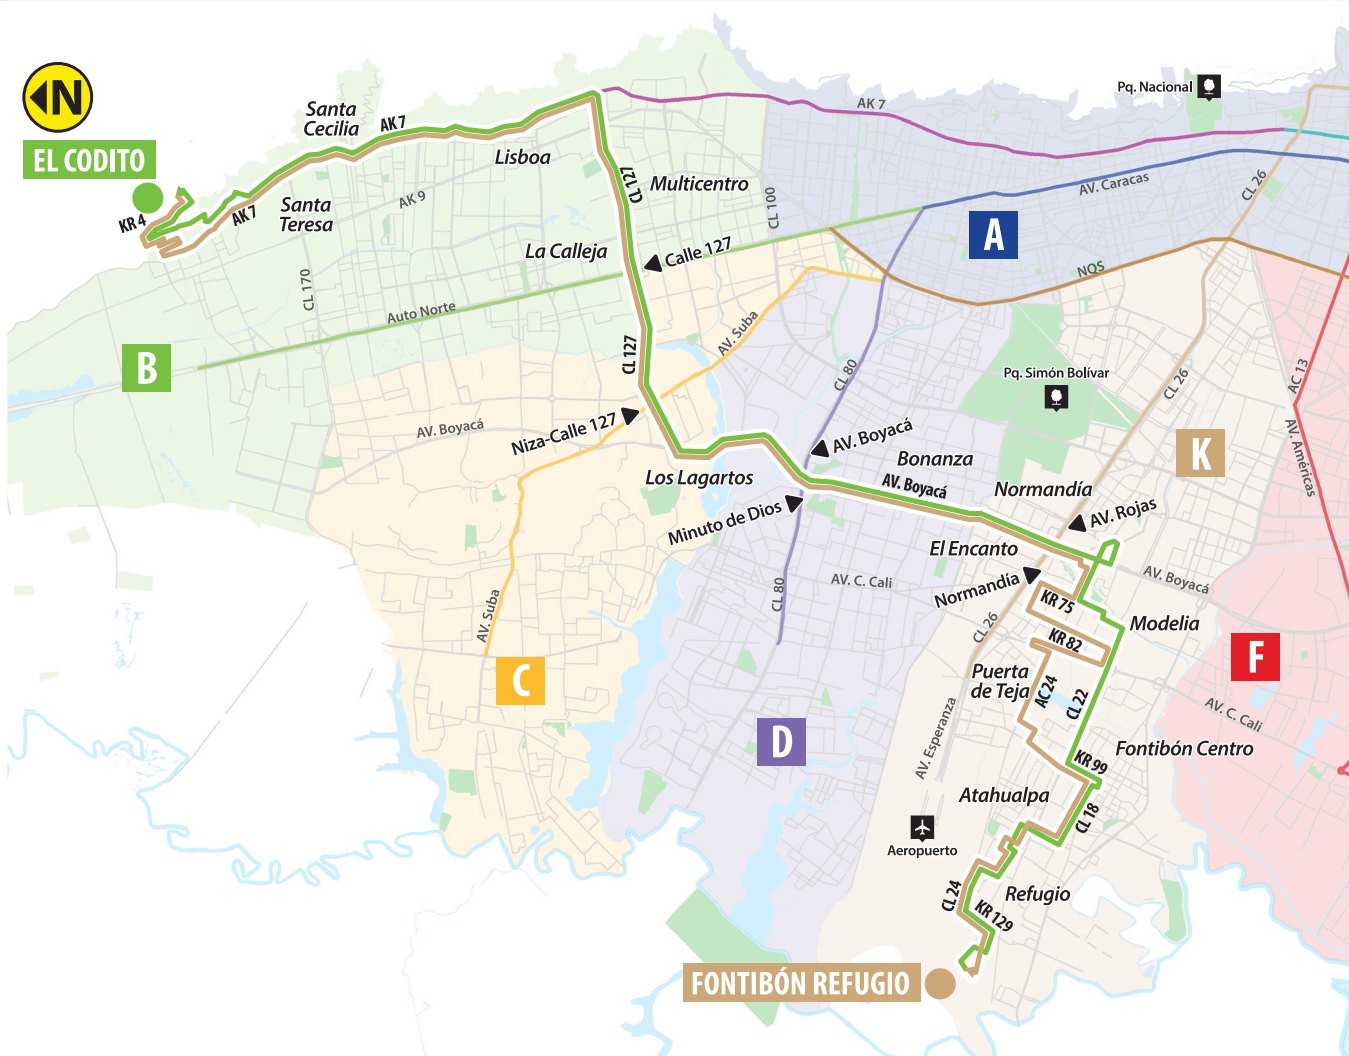 N
EL CODITO
Santa
Cecilia
AK 7
Lisboa
AK 7
Pq. Nacional
CL 127
Multicentro
AK 9
CL 100
AV. Caracas
CL 26
KR 4
AK 7
Santa
Teresa
La Calleja
Calle 127
A
NQS
CL 170
Auto Norte
B
CL 127
AV. Suba
CL 80
Pq. Simón Bolívar
CL 26
AC 13
AV. Boyacá
Niza-Calle 127
AV. Boyacá
Los Lagartos
Bonanza
AV. Boyacá
K
AV. Américas
Normandía
Minuto de Dios
AV. Rojas
El Encanto
Normandía
AV. C. Cali
AV. Boyacá
CL 80
KR 75
AV. Suba
CL 26
KR 82
Modelia
F
C
Puerta
de Teja
AC 24
CL 22
AV. C. Cali
D
AV. Esperanza
Fontibón Centro
KR 99
Atahualpa
CL 18
Aeropuerto
CL 24
Refugio
KR 129
FONTIBÓN REFUGIO